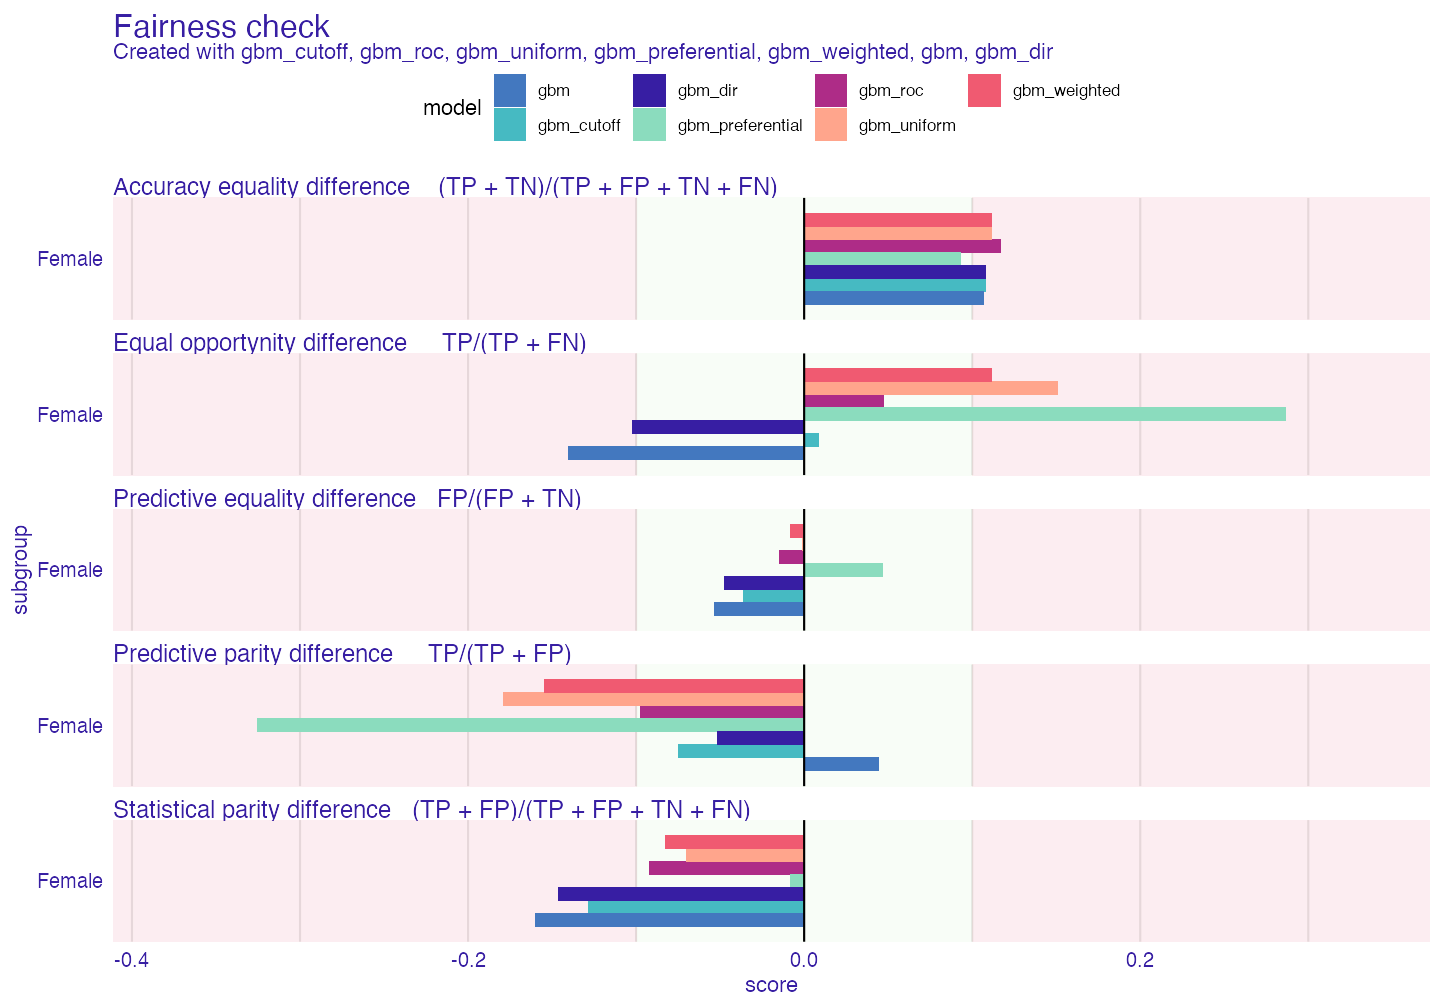 Fairness check
Created with gbm_cutoff, gbm_roc, gbm_uniform, gbm_preferential, gbm_weighted, gbm, gbm_dir
model
gbm
gbm_dir
gbm_roc
gbm_weighted
gbm_cutoff
gbm_preferential
gbm_uniform
Accuracy equality difference (TP + TN)/(TP + FP + TN + FN)
Female
Equal opportynity difference TP/(TP + FN)
Female
Predictive equality difference FP/(FP + TN)
Female
subgroup
Predictive parity difference TP/(TP + FP)
Female
Statistical parity difference (TP + FP)/(TP + FP + TN + FN)
Female
-0.4 -0.2 0.0 0.2
score